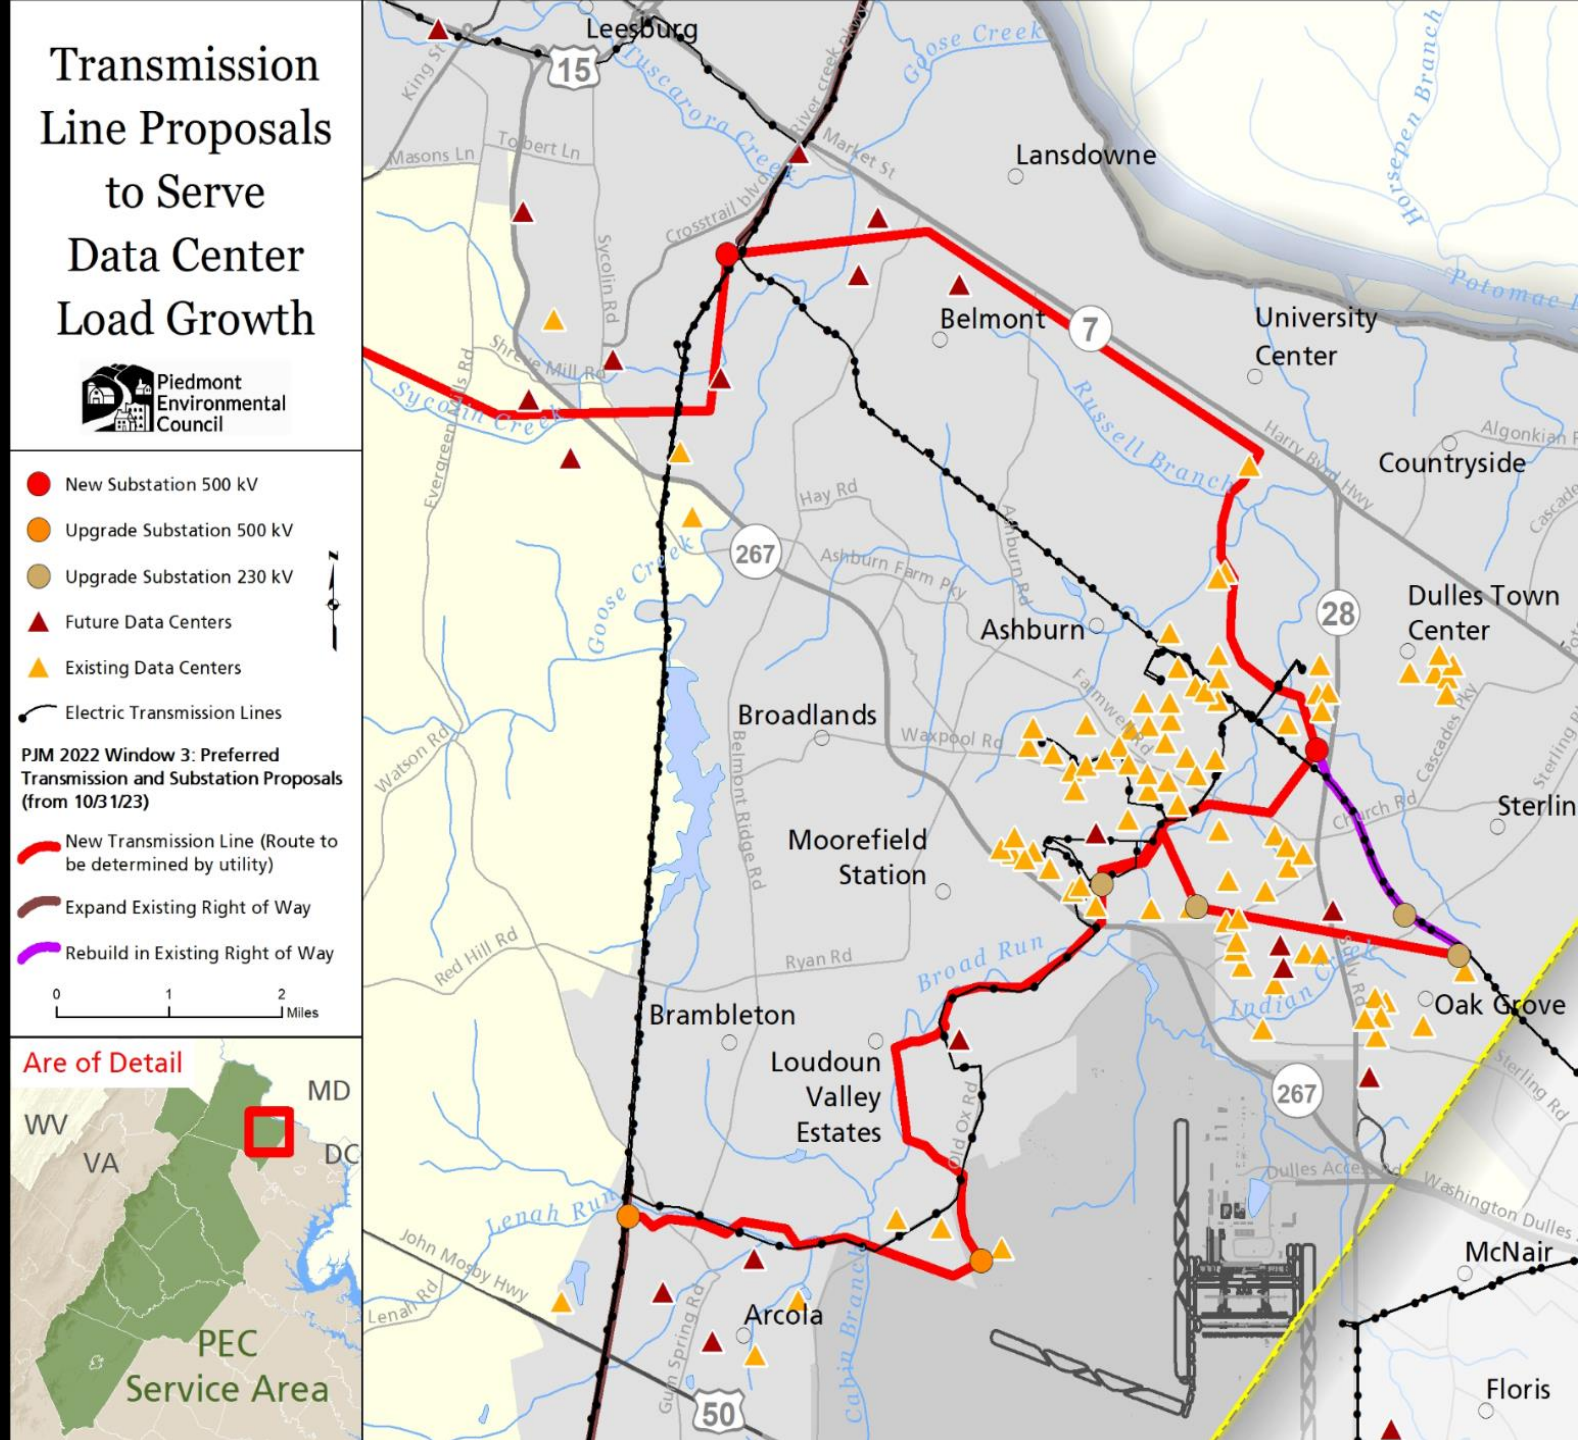 Transmission
Line Proposals
to Serve
Data Center
Load Growth
Piedmont
Environmental
Council
New Substation 500 kV
Upgrade Substation 500 kV
Upgrade Substation 230 kV
Future Data Centers
Existing Data Centers
Electric Transmission Lines
PJM 2022 Window 3: Preferred
Transmission and Substation Proposals
(from 10/31/23)
New Transmission Line (Route to
be determined by utility)
Expand Existing Right of Way
Rebuild in Existing Right of Way
N
0 1 2
Miles
Are of Detail
WV
MD
VA
DC
PEC
Service Area
Leesburg
15
King St
Tuscarora Creek
River creek pkwy
Goose Creek
Horsepen Branch
Masons Ln
Tolbert Ln
Market St
Lansdowne
Crosstrail blvd
Sycolin Rd
Potomac
Belmont
7
University
Center
Shreve Mill Rd
Sycolin Creek
Evergreen Mills Rd
Russell Branch
Harry Byrd Hwy
Algonkian
Countryside
Cascade
Hay Rd
267
Ashburn Farm Pky
Ashburn Rd
Goose Creek
Ashburn
28
Dulles Town
Center
Farmwell Rd
Broadlands
Waxpool Rd
Watson Rd
Belmont Ridge Rd
Cascades Pky
Sterling R
Church Rd
Sterlin
Moorefield
Station
Red Hill Rd
Ryan Rd
Broad Run
Indian Creek
Oak Grove
Brambleton
Loudoun
Valley
Estates
Old Ox Rd
267
Sterling Rd
Dulles Access Rd
Washington Dulles
Lenah Run
John Mosby Hwy
Lenah Rd
Gum Spring Rd
Arcola
Cabin Branch
50
McNair
Floris